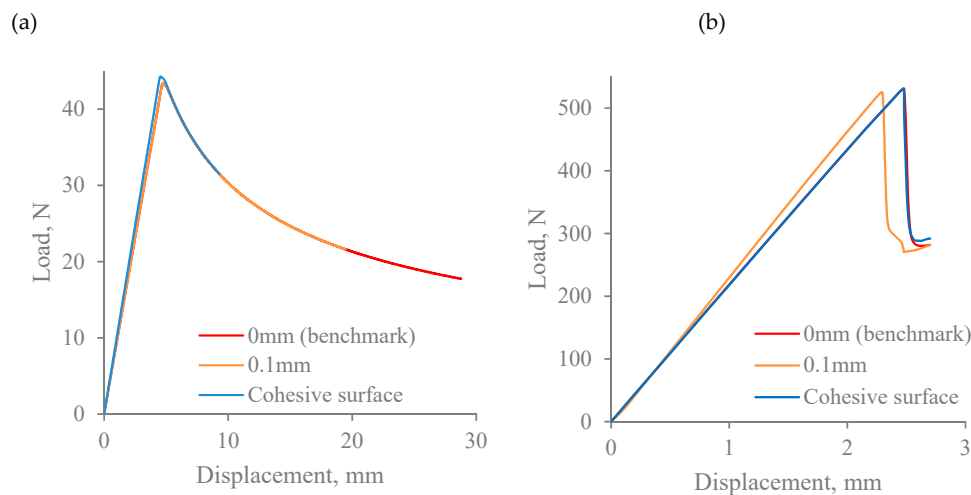 (a)
40
30
20
10
0
Load, N
0mm (benchmark)
0.1mm
Cohesive surface
0 10 20 30
Displacement, mm
(b)
500
400
300
200
100
0
Load, N
0mm (benchmark)
0.1mm
Cohesive surface
0 1 2 3
Displacement, mm